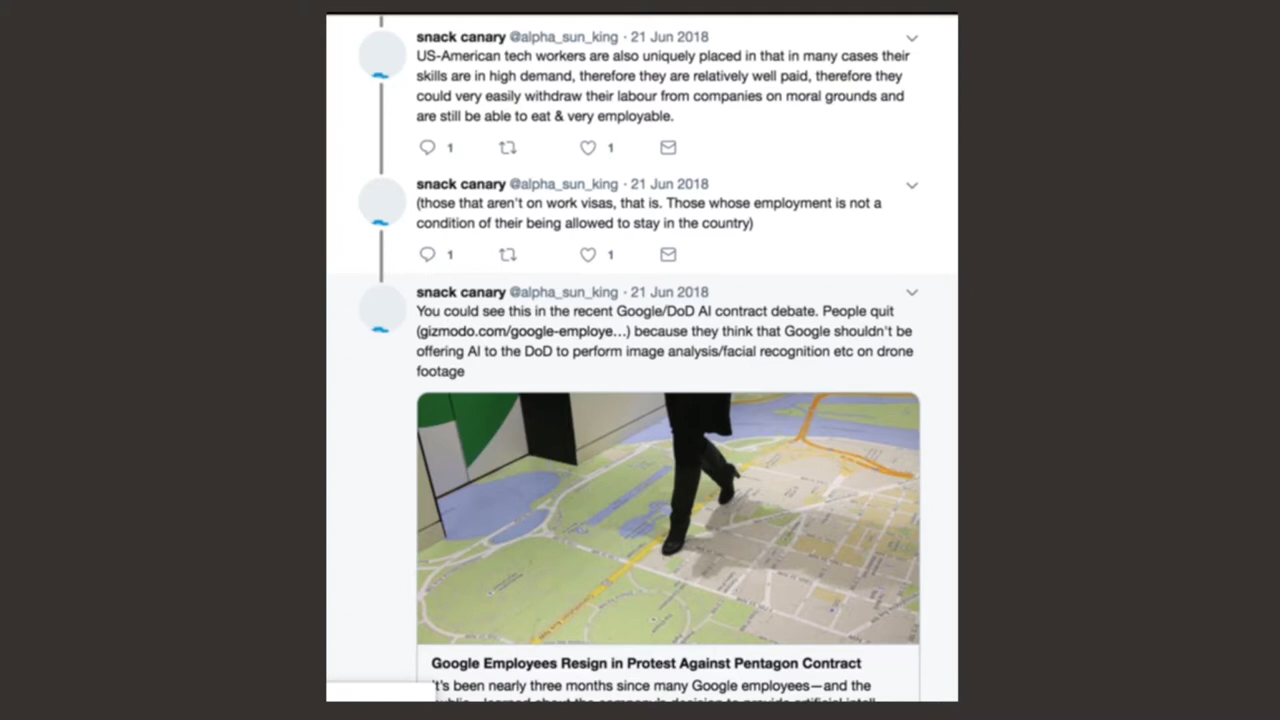 snack canary @alpha_sun_king · 21 Jun 2018
US-American tech workers are also uniquely placed in that in many cases their
skills are in high demand, therefore they are relatively well paid, therefore they
could very easily withdraw their labour from companies on moral grounds and
are still be able to eat & very employable.
1 1
snack canary @alpha_sun_king · 21 Jun 2018
(those that aren't on work visas, that is. Those whose employment is not a
condition of their being allowed to stay in the country)
1 1
snack canary @alpha_sun_king · 21 Jun 2018
You could see this in the recent Google/DoD AI contract debate. People quit
(gizmodo.com/google-employe...) because they think that Google shouldn't be
offering AI to the DoD to perform image analysis/facial recognition etc on drone
footage
Google Employees Resign in Protest Against Pentagon Contract
It's been nearly three months since many Google employees—and the